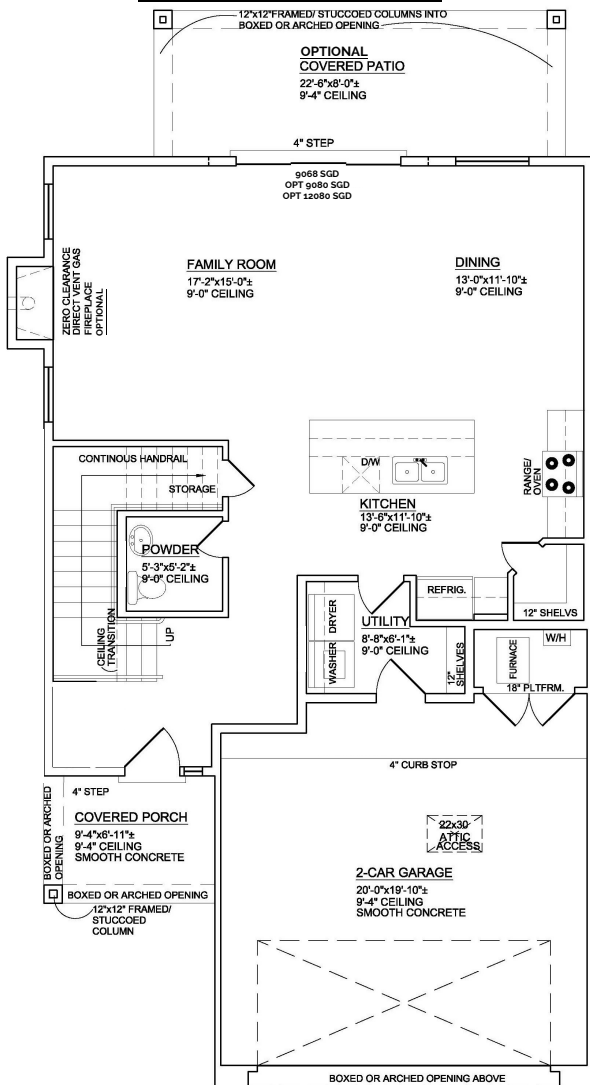 12"x12"FRAMED/ STUCCOED COLUMNS INTO
BOXED OR ARCHED OPENING
OPTIONAL
COVERED PATIO
22'-6"x8'-0"±
9'-4" CEILING
4" STEP
9068 SGD
OPT 9080 SGD
OPT 12080 SGD
FAMILY ROOM
17'-2"x15'-0"±
9'-0" CEILING
DINING
13'-0"x11'-10"±
9'-0" CEILING
ZERO CLEARANCE
DIRECT VENT GAS
FIREPLACE
OPTIONAL
CONTINOUS HANDRAIL
STORAGE
D/W
RANGE/
OVEN
KITCHEN
13'-6"x11'-10"±
9'-0" CEILING
POWDER
5'-3"x5'-2"±
9'-0" CEILING
REFRIG.
12" SHELVS
DRYER
WASHER
UTILITY
8'-8"x6'-1"±
9'-0" CEILING
12"
SHELVES
FURNACE
W/H
18" PLTFRM.
CEILING
TRANSITION
UP
4" CURB STOP
4" STEP
BOXED OR ARCHED
OPENING
COVERED PORCH
9'-4"x6'-11"±
9'-4" CEILING
SMOOTH CONCRETE
22x30
ATTIC
ACCESS
2-CAR GARAGE
20'-0"x19'-10"±
9'-4" CEILING
SMOOTH CONCRETE
BOXED OR ARCHED OPENING
12"x12" FRAMED/
STUCCOED
COLUMN
BOXED OR ARCHED OPENING ABOVE